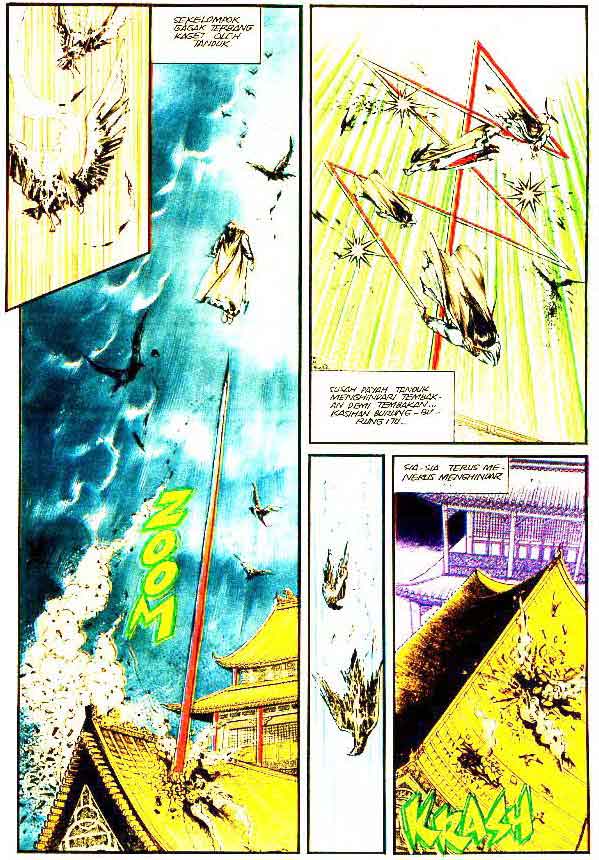 SEKELOMPOK
GAGAK TERBANG
KAGET OLEH
TANDUK
ZOOM
SUSAH PAYAH TANDUK
MENGHINDARI TEMBAK-
AN DEMI TEMBAKAN...
KASIHAN BURUNG-BU-
RUNG ITU...
SIA-SIA TERUS ME-
NERUS MENGHINDAR
...
KRASH